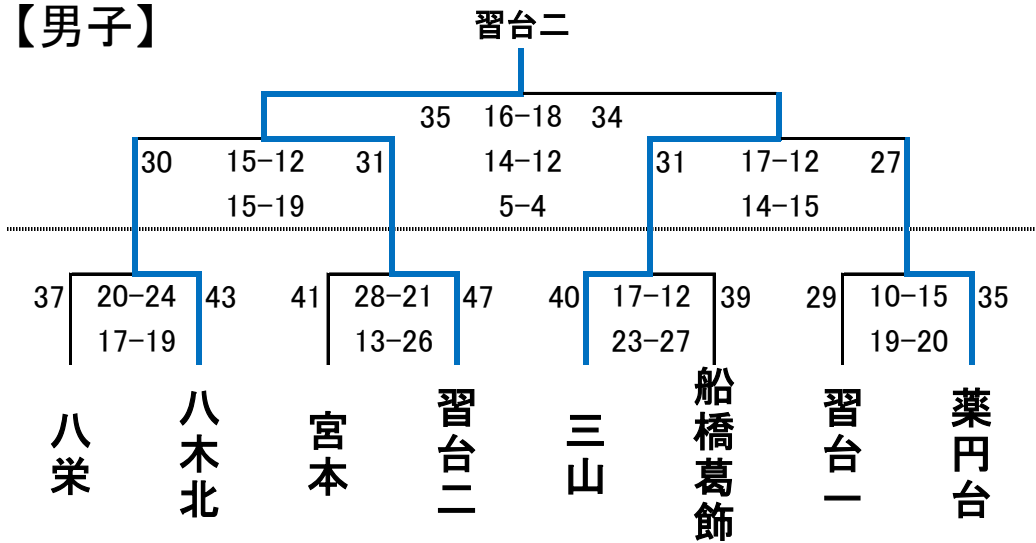 【男子】
習台二
35 16-18 34
30 15-12 31 14-12 31 17-12 27
15-19 5-4 14-15
37 20-24 43 41 28-21 47 40 17-12 39 29 10-15 35
17-19 13-26 23-27 19-20
八栄
八木北
宮本
習台二
三山
船橋葛飾
習台一
薬円台